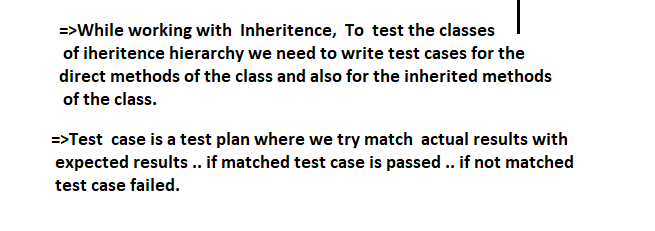 =>While working with Inheritence, To test the classes
of iheritence hierarchy we need to write test cases for the
direct methods of the class and also for the inherited methods
of the class.
=>Test case is a test plan where we try match actual results with
expected results .. if matched test case is passed .. if not matched
test case failed.